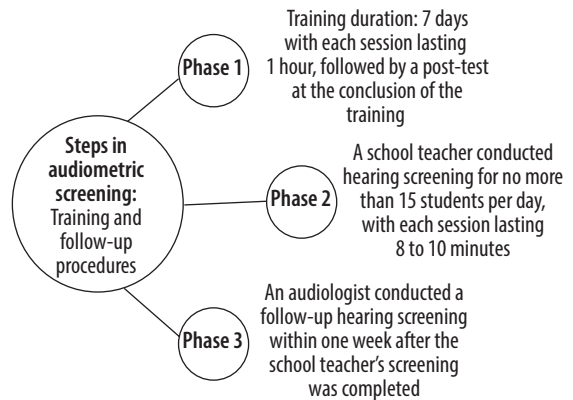 Steps in
audiometric
screening:
Training and
follow-up
procedures
Phase 1
Training duration: 7 days
with each session lasting
1 hour, followed by a post-test
at the conclusion of the
training
Phase 2
A school teacher conducted
hearing screening for no more
than 15 students per day,
with each session lasting
8 to 10 minutes
Phase 3
An audiologist conducted a
follow-up hearing screening
within one week after the
school teacher's screening
was completed